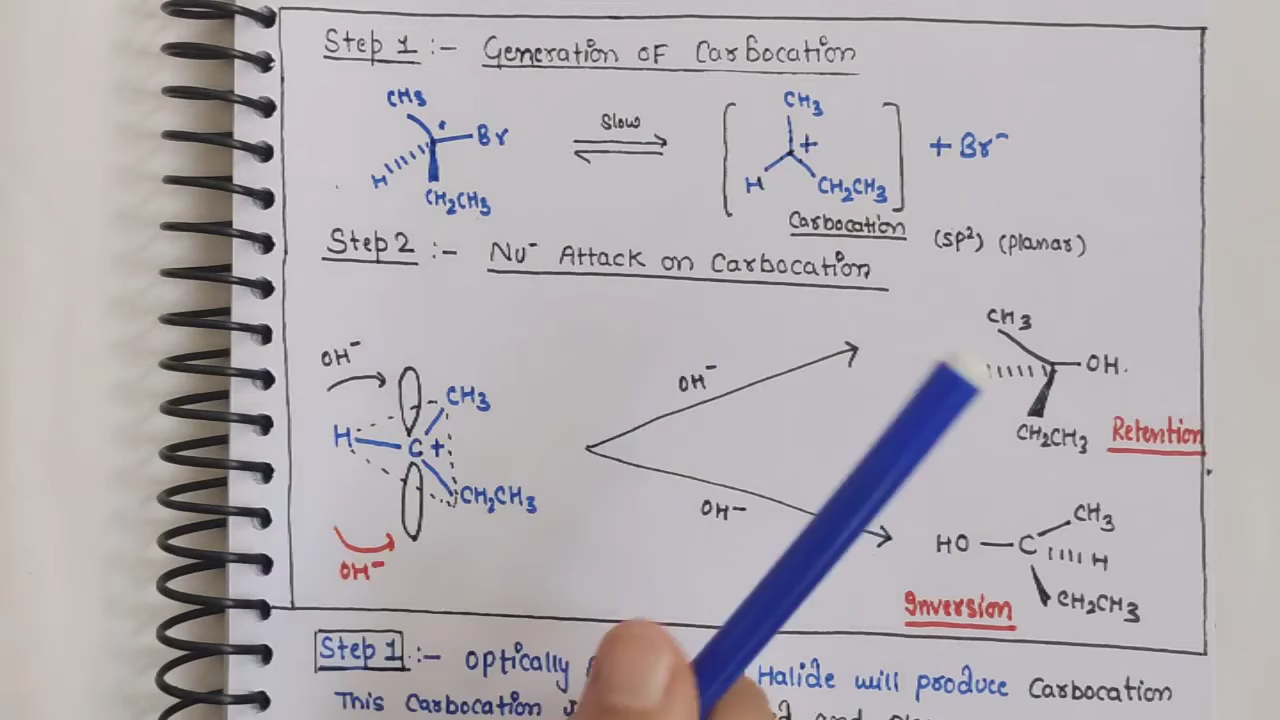 Step 1 :- Generation of Carbocation
CH3
Br
H
CH2CH3
Slow
CH3
+
H
CH2CH3
+ Br-
Carbocation (sp²) (planar)
Step 2 :- Nu- Attack on Carbocation
OH-
CH3
H
C+
CH2CH3
OH-
OH-
OH-
CH3
OH.
CH2CH3
Retention
HO
C
CH3
H
CH2CH3
Inversion
Step 1 :- Optically Halide will produce Carbocation
This Carbocation and